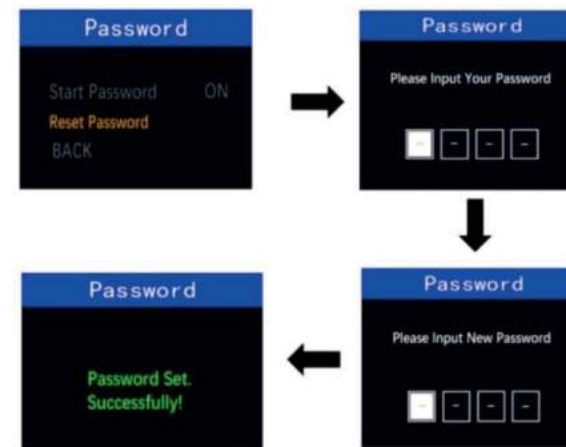 Password
Start Password ON
Reset Password
BACK
Password
Please Input Your Password
- - - -
Password
Please Input New Password
- - - -
Password
Password Set.
Successfully!